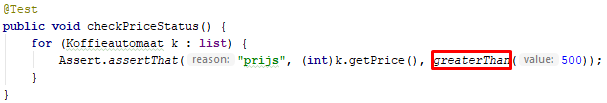 @Test
public void checkPriceStatus() {
for (Koffieautomaat k : list) {
Assert.assertThat( reason: "prijs", (int)k.getPrice(), greaterThan( value: 500));
}
}